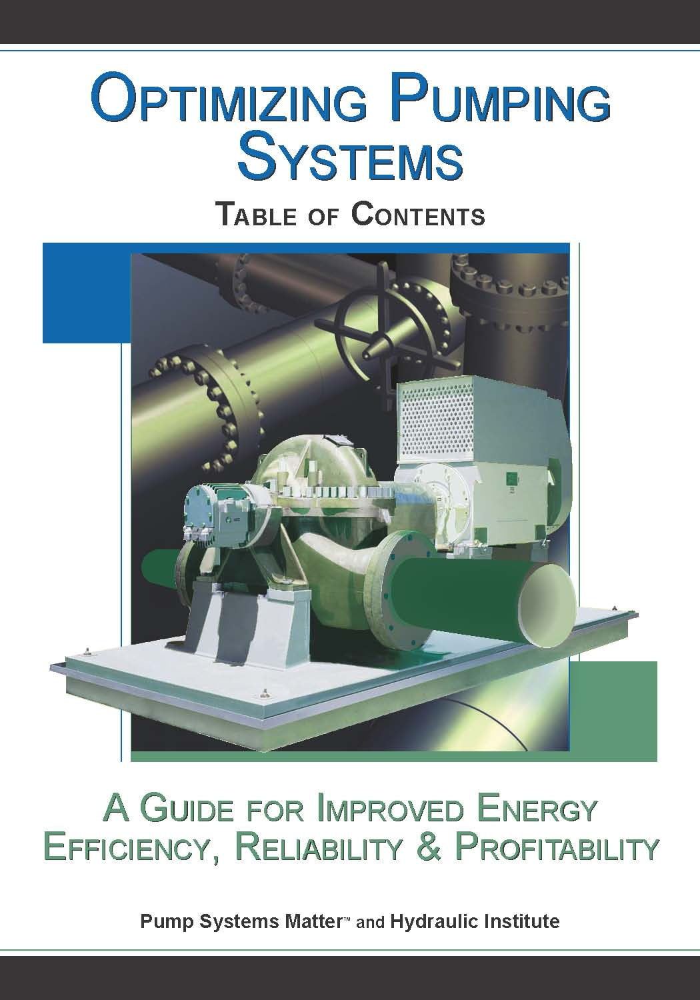 OPTIMIZING PUMPING
SYSTEMS
TABLE OF CONTENTS
A GUIDE FOR IMPROVED ENERGY
EFFICIENCY, RELIABILITY & PROFITABILITY
Pump Systems Matter™ and Hydraulic Institute